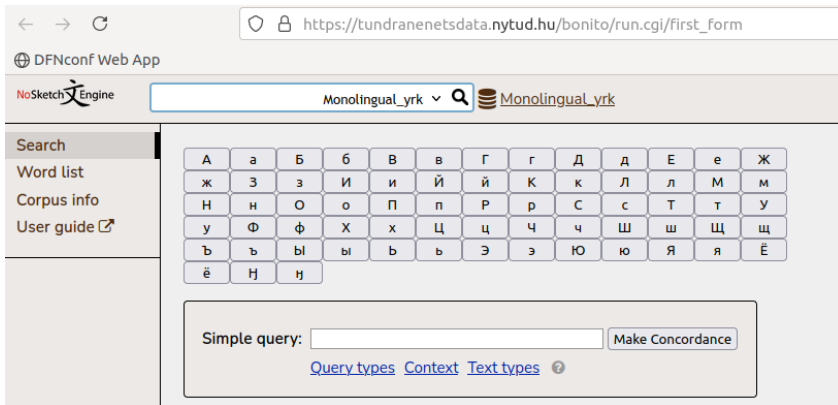 https://tundranenetsdata.nytud.hu/bonito/run.cgi/first_form
DFNconf Web App
NoSketch Engine Monolingual_yrk Monolingual_yrk
Search
Word list
Corpus info
User guide
А а Б б В в Г г Д д Е е Ж
ж З з И и Й й К к Л л М м
Н н О о П п Р р С с Т т У
у Ф ф Х х Ц ц Ч ч Ш ш Щ щ
Ъ ъ Ы ы Ь ь Э э Ю ю Я я Ё
ё Ӈ ӈ
Simple query: Make Concordance
Query types Context Text types ?